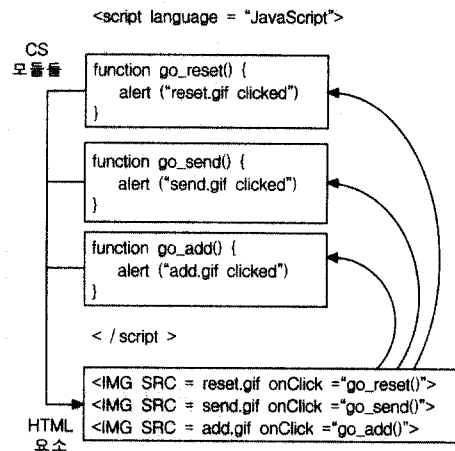 <script language = “JavaScript”>
CS
모듈들
function go_reset() {
alert (“reset.gif clicked”)
}
function go_send() {
alert (“send.gif clicked”)
}
function go_add() {
alert (“add.gif clicked”)
}
< / script >
<IMG SRC = reset.gif onClick =“go_reset()”>
<IMG SRC = send.gif onClick =“go_send()”>
<IMG SRC = add.gif onClick =“go_add()”>
HTML
요소